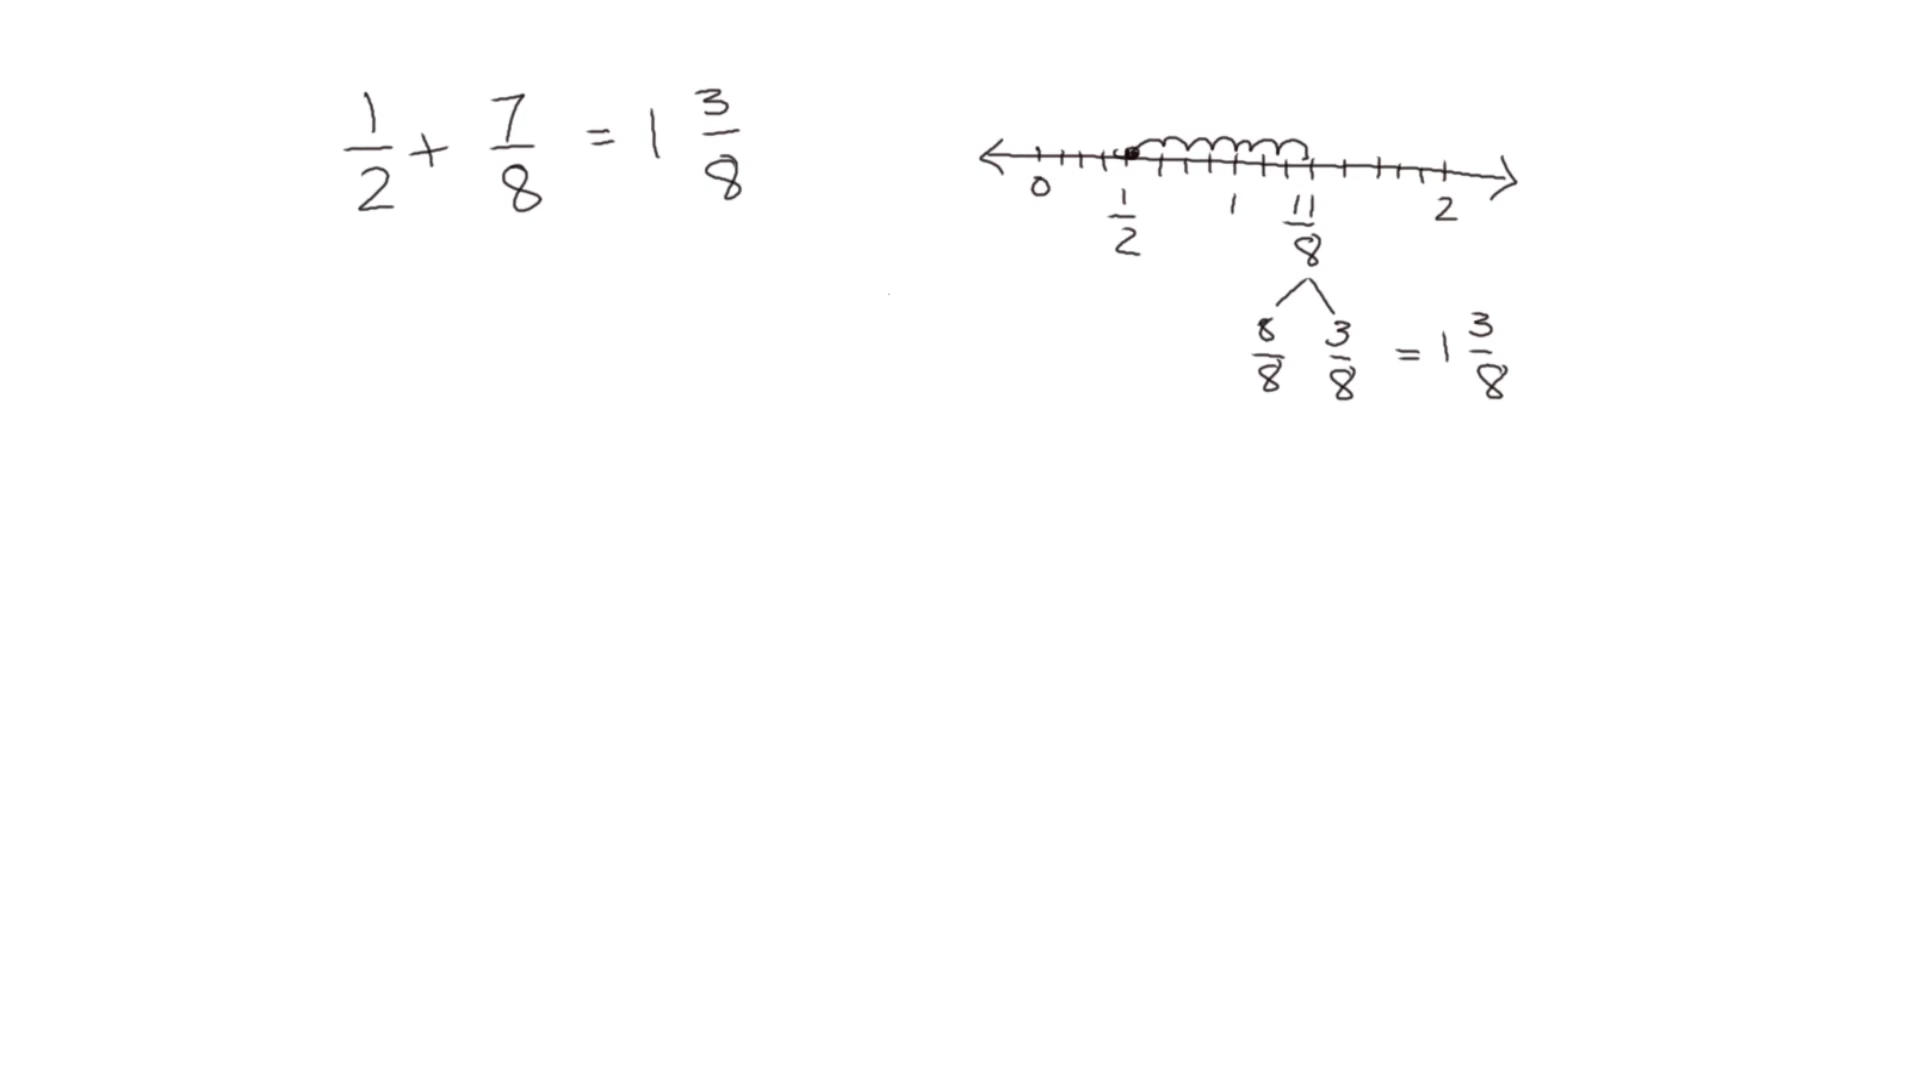 1/2 + 7/8 = 1 3/8
0 1/2 1 11/8 2
8/8 3/8 = 1 3/8